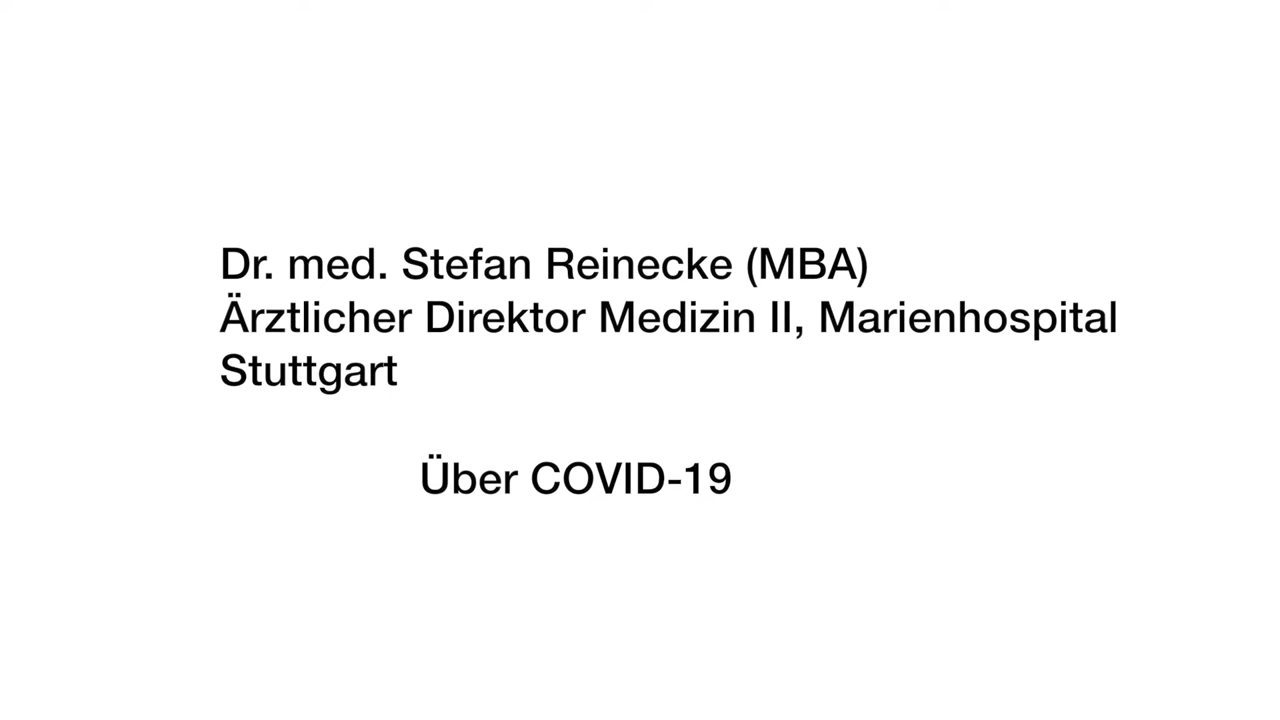 Dr. med. Stefan Reinecke (MBA)
Ärztlicher Direktor Medizin II, Marienhospital
Stuttgart
Über COVID-19